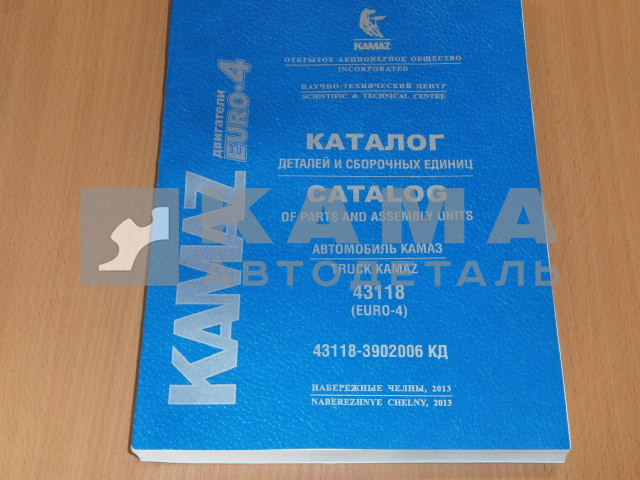 KAMAZ
двигатели
EURO-4
KAMAZ
ОТКРЫТОЕ АКЦИОНЕРНОЕ ОБЩЕСТВО
INCORPORATED
НАУЧНО-ТЕХНИЧЕСКИЙ ЦЕНТР
SCIENTIFIC & TECHNICAL CENTRE
КАТАЛОГ
ДЕТАЛЕЙ И СБОРОЧНЫХ ЕДИНИЦ
CATALOG
OF PARTS AND ASSEMBLY UNITS
АВТОМОБИЛЬ КАМАЗ
TRUCK KAMAZ
43118
(EURO-4)
43118-3902006 КД
НАБЕРЕЖНЫЕ ЧЕЛНЫ, 2013
NABEREZHNYE CHELNY, 2013
КАМА
АВТОДЕТАЛЬ